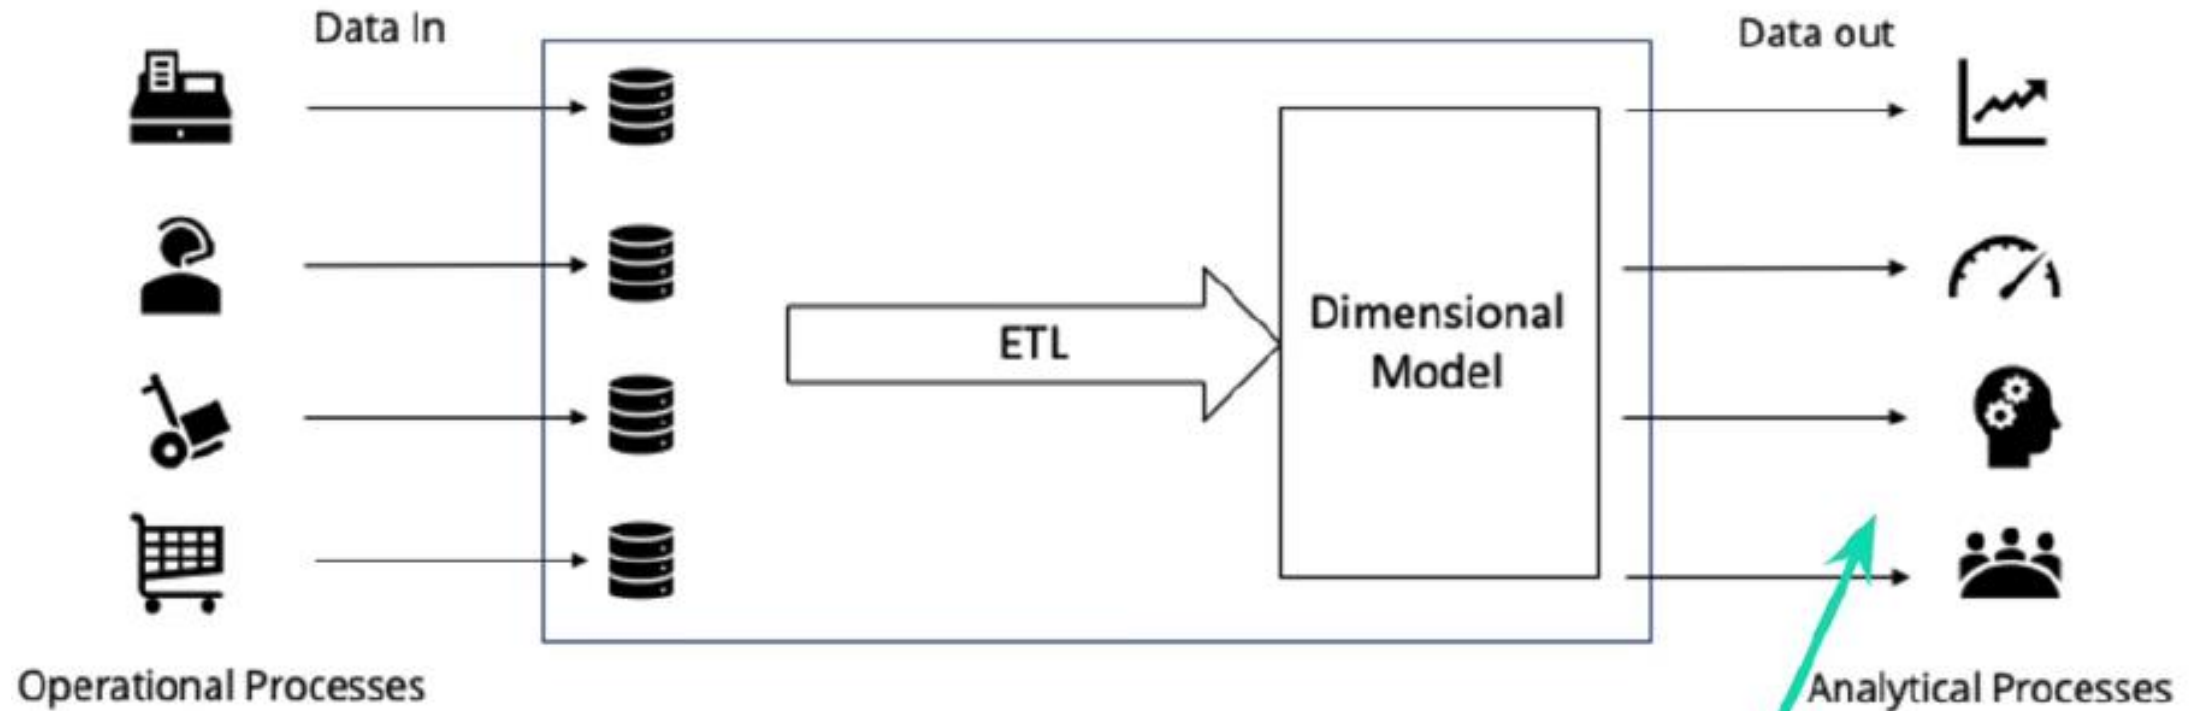 Data In
Data out
ETL
Dimensional
Model
Operational Processes
Analytical Processes